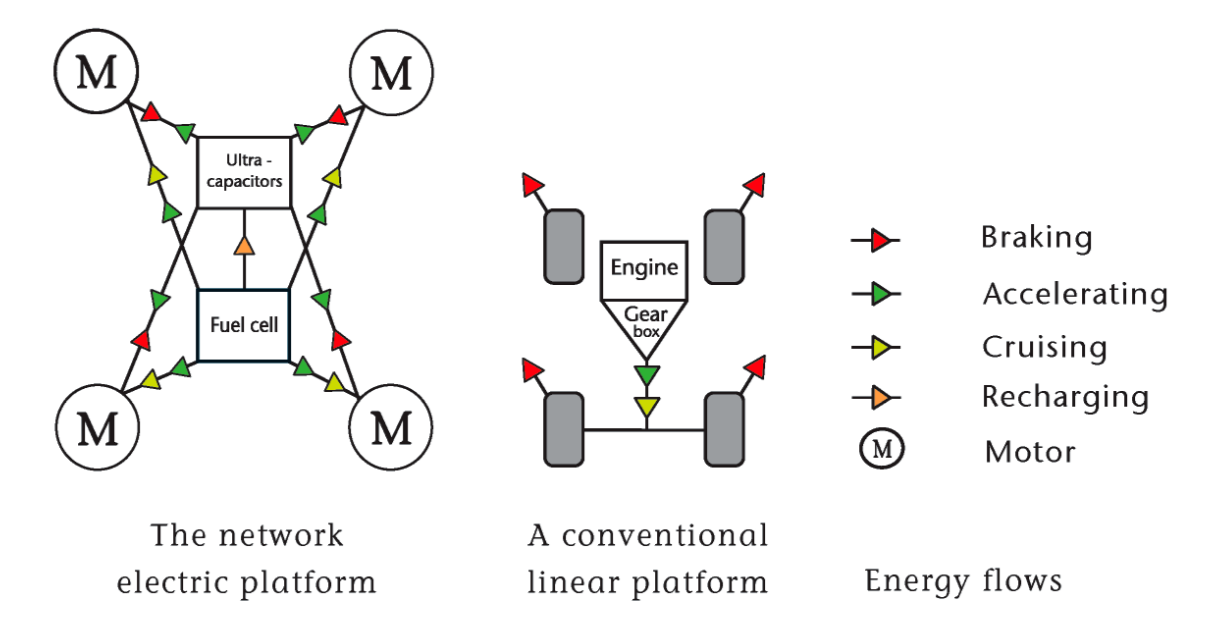 M
M
Ultra -
capacitors
Fuel cell
M
M
The network
electric platform
Engine
Gear
box
A conventional
linear platform
Braking
Accelerating
Cruising
Recharging
M Motor
Energy flows